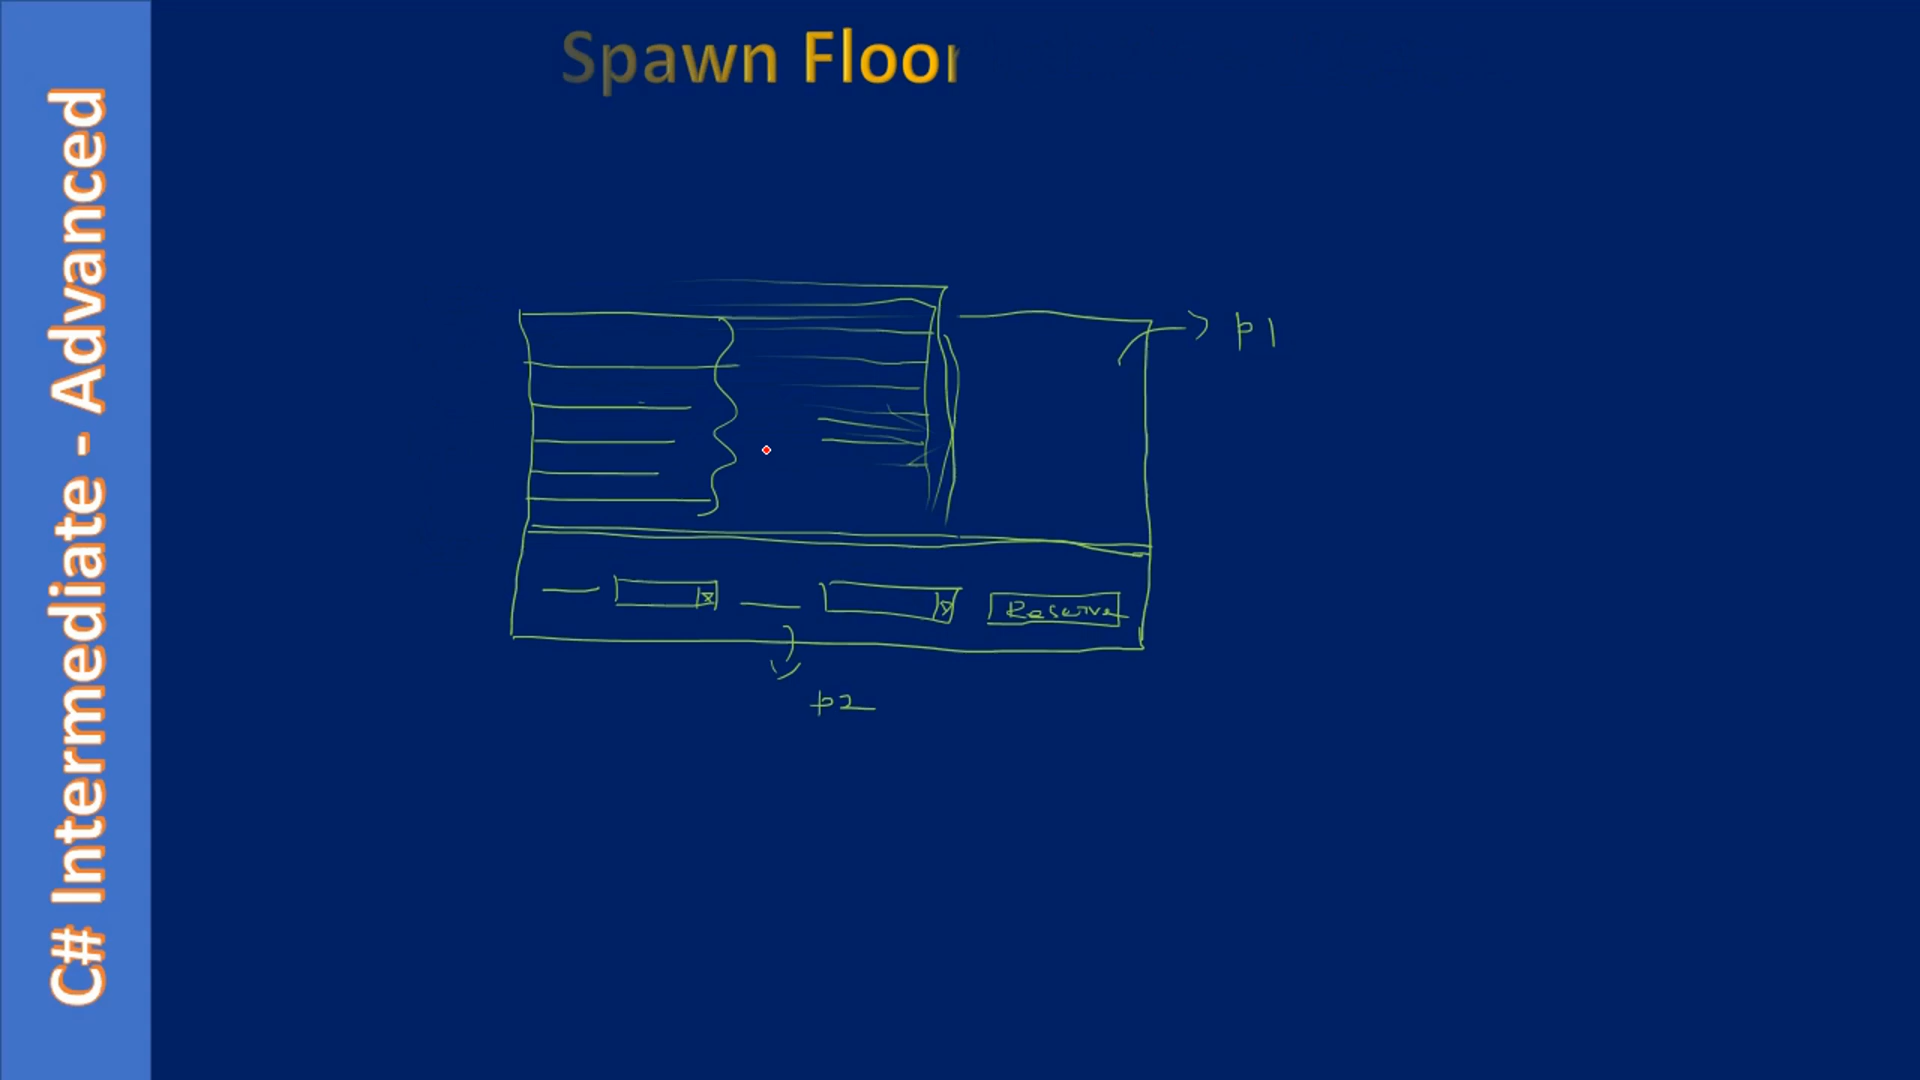 Spawn Floor
C# Intermediate - Advanced
p1
Reserve
p2